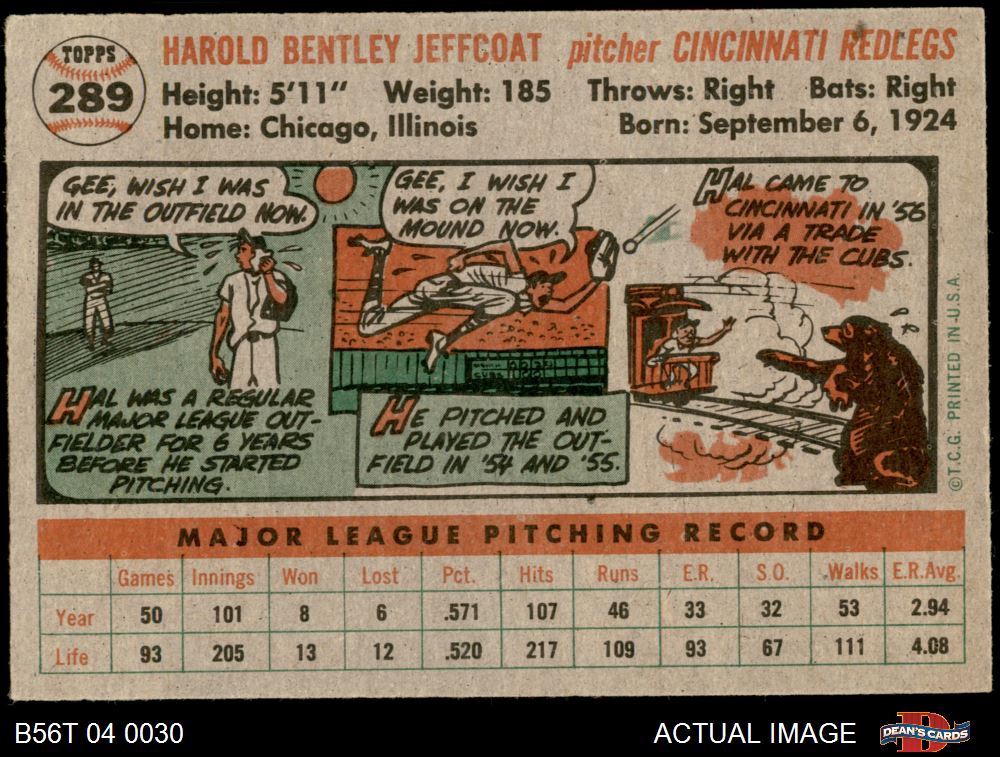 TOPPS
289
HAROLD BENTLEY JEFFCOAT pitcher CINCINNATI REDLEGS
Height: 5'11" Weight: 185 Throws: Right Bats: Right
Home: Chicago, Illinois Born: September 6, 1924
GEE, WISH I WAS
IN THE OUTFIELD NOW.
HAL WAS A REGULAR
MAJOR LEAGUE OUT-
FIELDER FOR 6 YEARS
BEFORE HE STARTED
PITCHING.
GEE, I WISH I
WAS ON THE
MOUND NOW.
HE PITCHED AND
PLAYED THE OUT-
FIELD IN '54 AND '55.
HAL CAME TO
CINCINNATI IN '56
VIA A TRADE
WITH THE CUBS.
©T.C.G. PRINTED IN U.S.A.
MAJOR LEAGUE PITCHING RECORD
Games Innings Won Lost Pct. Hits Runs E.R. S.O. Walks E.R.Avg.
Year 50 101 8 6 .571 107 46 33 32 53 2.94
Life 93 205 13 12 .520 217 109 93 67 111 4.08
B56T 04 0030 ACTUAL IMAGE
D
DEAN'S CARDS